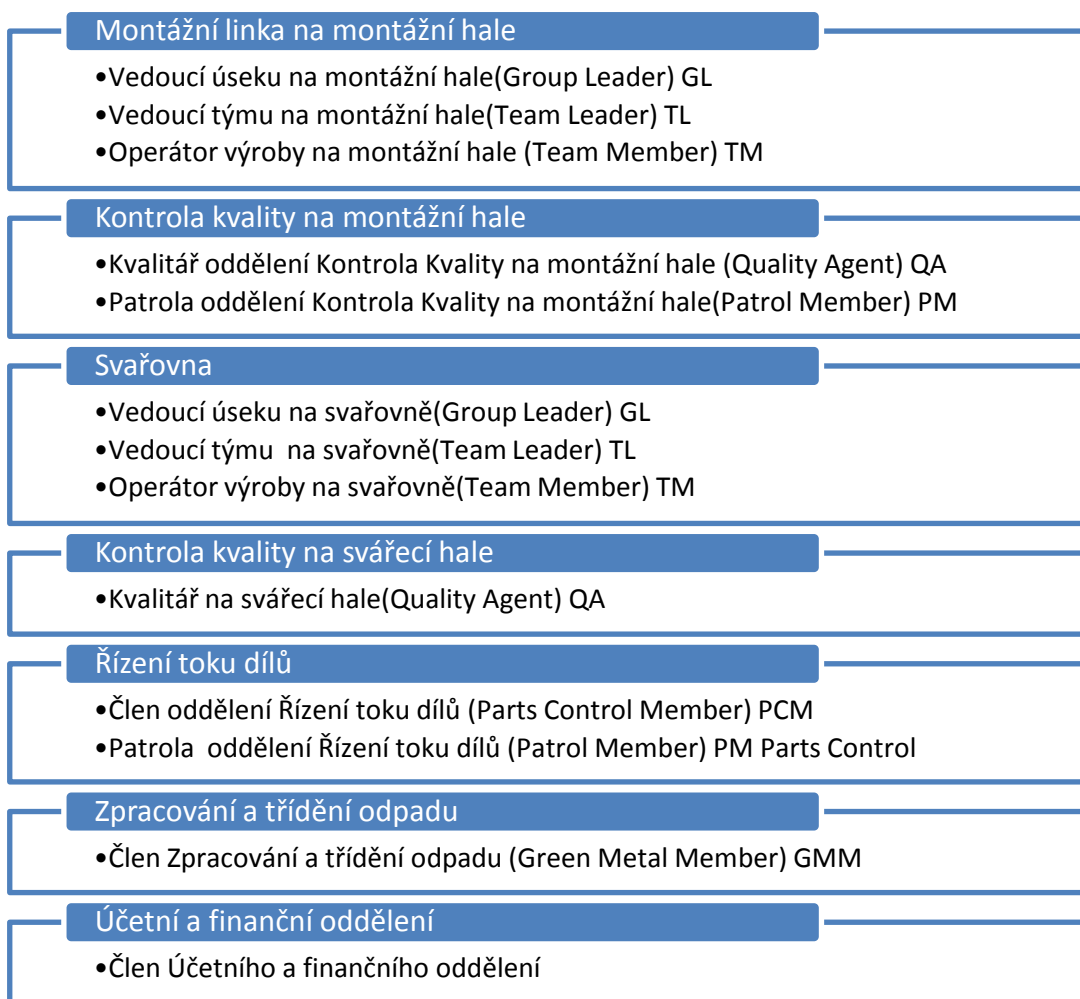 Montážní linka na montážní hale
•Vedoucí úseku na montážní hale(Group Leader) GL
•Vedoucí týmu na montážní hale(Team Leader) TL
•Operátor výroby na montážní hale (Team Member) TM
Kontrola kvality na montážní hale
•Kvalitář oddělení Kontrola Kvality na montážní hale (Quality Agent) QA
•Patrola oddělení Kontrola Kvality na montážní hale(Patrol Member) PM
Svařovna
•Vedoucí úseku na svařovně(Group Leader) GL
•Vedoucí týmu  na svařovně(Team Leader) TL
•Operátor výroby na svařovně(Team Member) TM
Kontrola kvality na svářecí hale
•Kvalitář na svářecí hale(Quality Agent) QA
Řízení toku dílů
•Člen oddělení Řízení toku dílů (Parts Control Member) PCM
•Patrola  oddělení Řízení toku dílů (Patrol Member) PM Parts Control
Zpracování a třídění odpadu
•Člen Zpracování a třídění odpadu (Green Metal Member) GMM
Účetní a finanční oddělení
•Člen Účetního a finančního oddělení